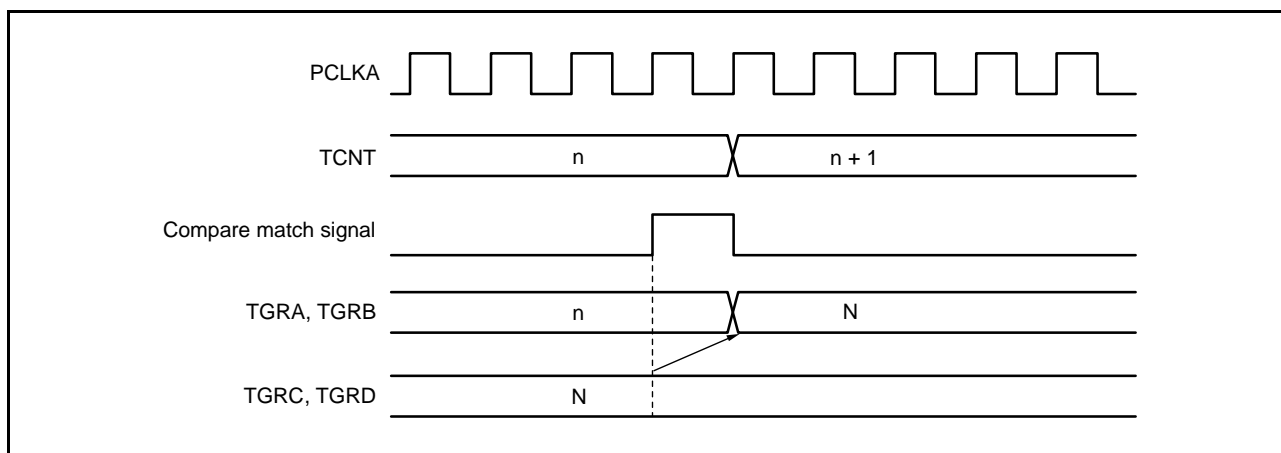 PCLKA
TCNT n n + 1
Compare match signal
TGRA, TGRB n N
TGRC, TGRD N